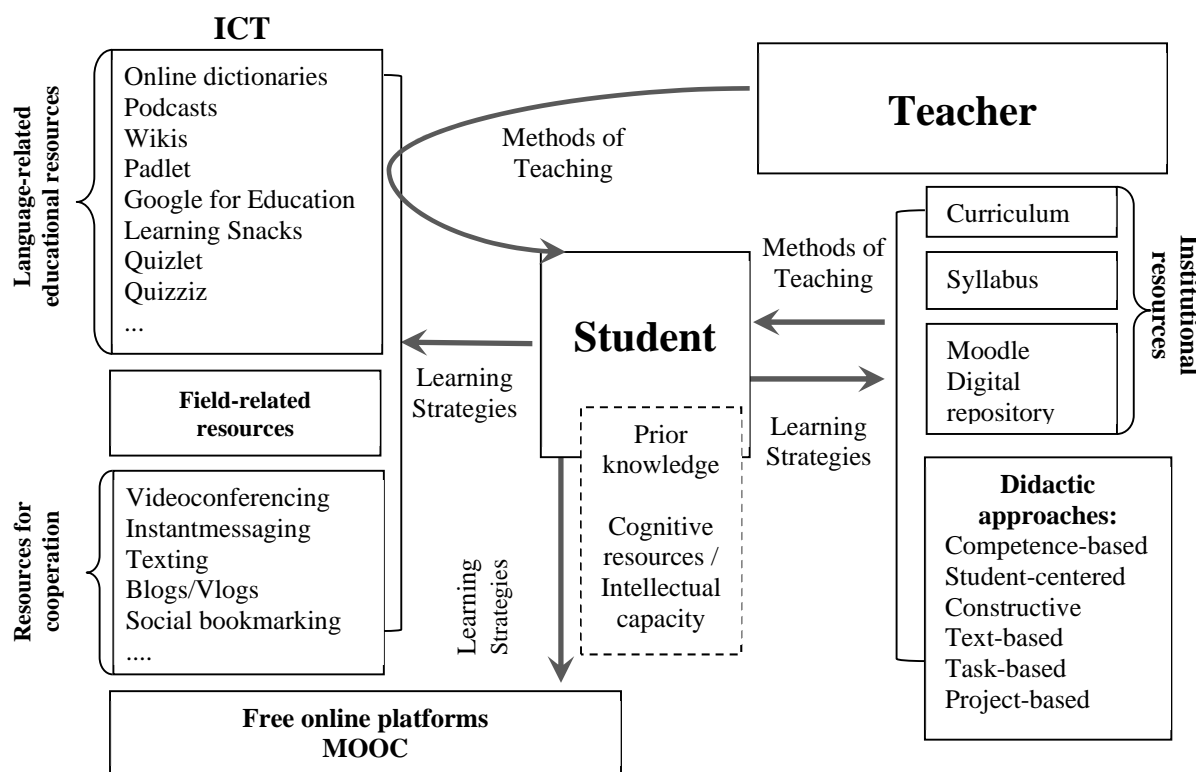 ICT
Language-related
educational resources
Online dictionaries
Podcasts
Wikis
Padlet
Google for Education
Learning Snacks
Quizlet
Quizziz
...
Field-related
resources
Resources for
cooperation
Videoconferencing
Instantmessaging
Texting
Blogs/Vlogs
Social bookmarking
....
Methods of
Teaching
Teacher
Student
Learning
Strategies
Prior
knowledge
Cognitive
resources /
Intellectual
capacity
Learning
Strategies
Methods of
Teaching
Learning
Strategies
Curriculum
Syllabus
Moodle
Digital
repository
Institutional
resources
Didactic
approaches:
Competence-based
Student-centered
Constructive
Text-based
Task-based
Project-based
Free online platforms
MOOC